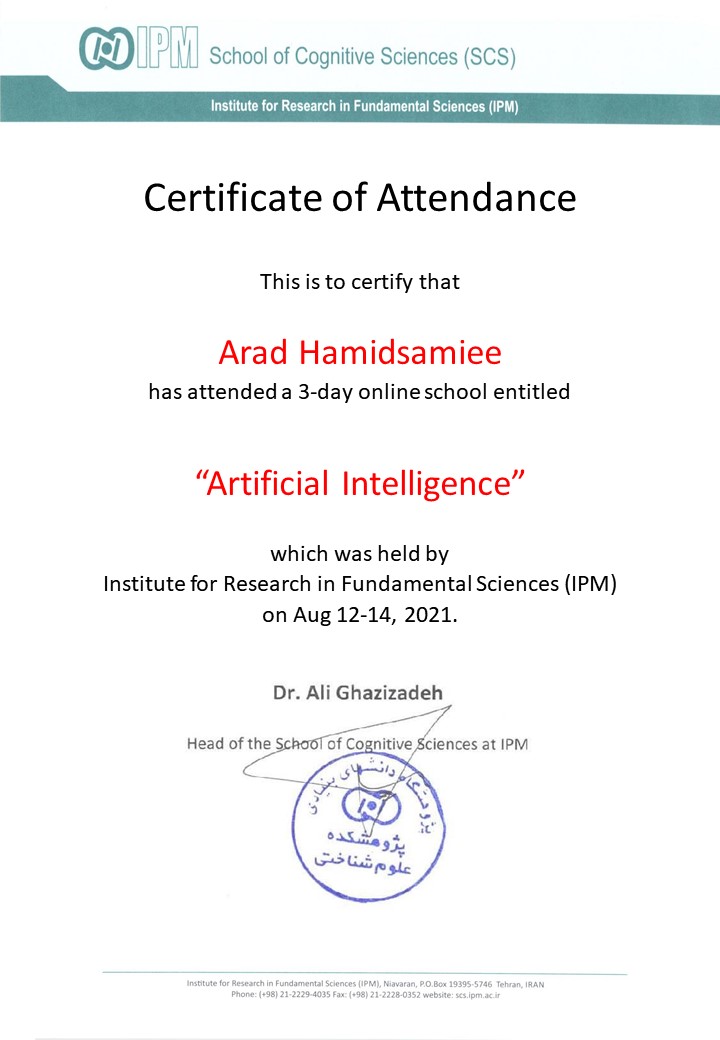 IPM School of Cognitive Sciences (SCS)
Institute for Research in Fundamental Sciences (IPM)
Certificate of Attendance
This is to certify that
Arad Hamidsamiee
has attended a 3-day online school entitled
“Artificial Intelligence”
which was held by
Institute for Research in Fundamental Sciences (IPM)
on Aug 12-14, 2021.
Dr. Ali Ghazizadeh
Head of the School of Cognitive Sciences at IPM
پژوهشگاه دانشهای بنیادی
پژوهشکده
علوم شناختی
Institute for Research in Fundamental Sciences (IPM), Niavaran, P.O.Box 19395-5746 Tehran, IRAN
Phone: (+98) 21-2229-4035 Fax: (+98) 21-2228-0352 website: scs.ipm.ac.ir